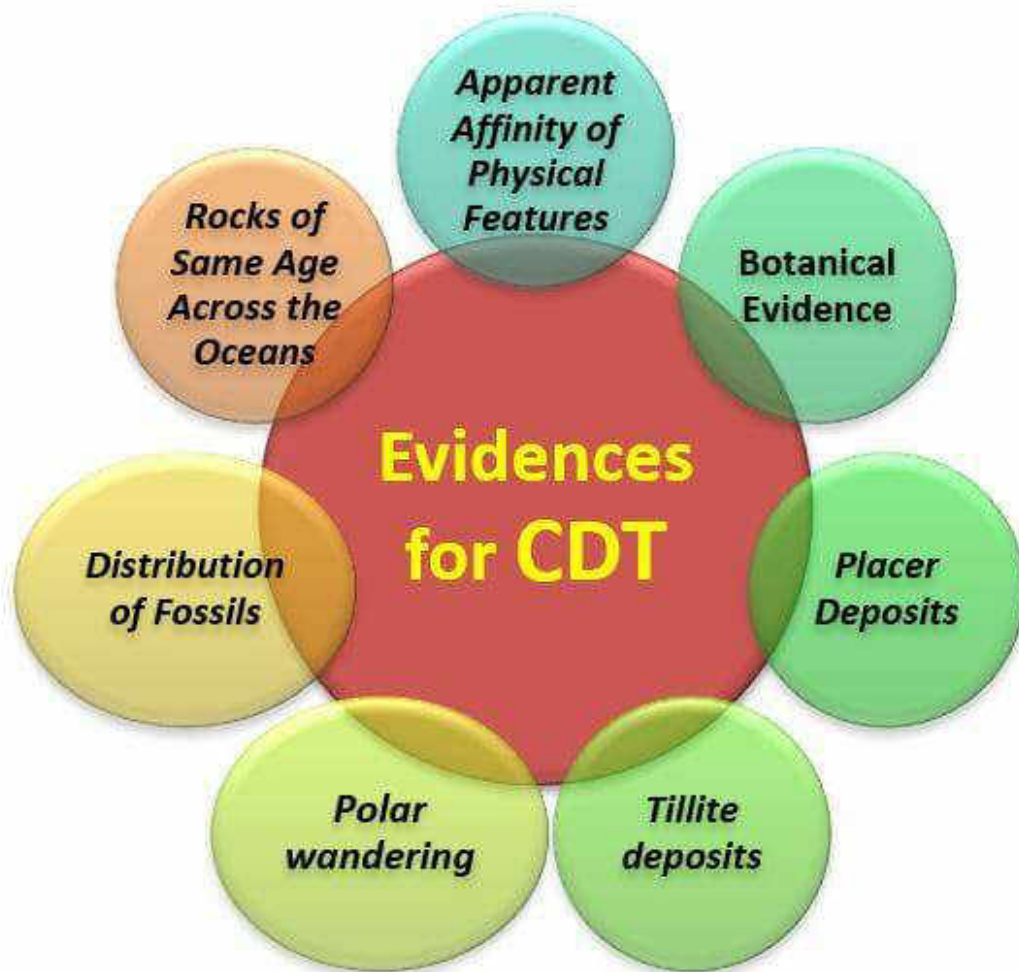 Apparent
Affinity of
Physical
Features
Botanical
Evidence
Placer
Deposits
Tillite
deposits
Polar
wandering
Distribution
of Fossils
Rocks of
Same Age
Across the
Oceans
Evidences
for CDT